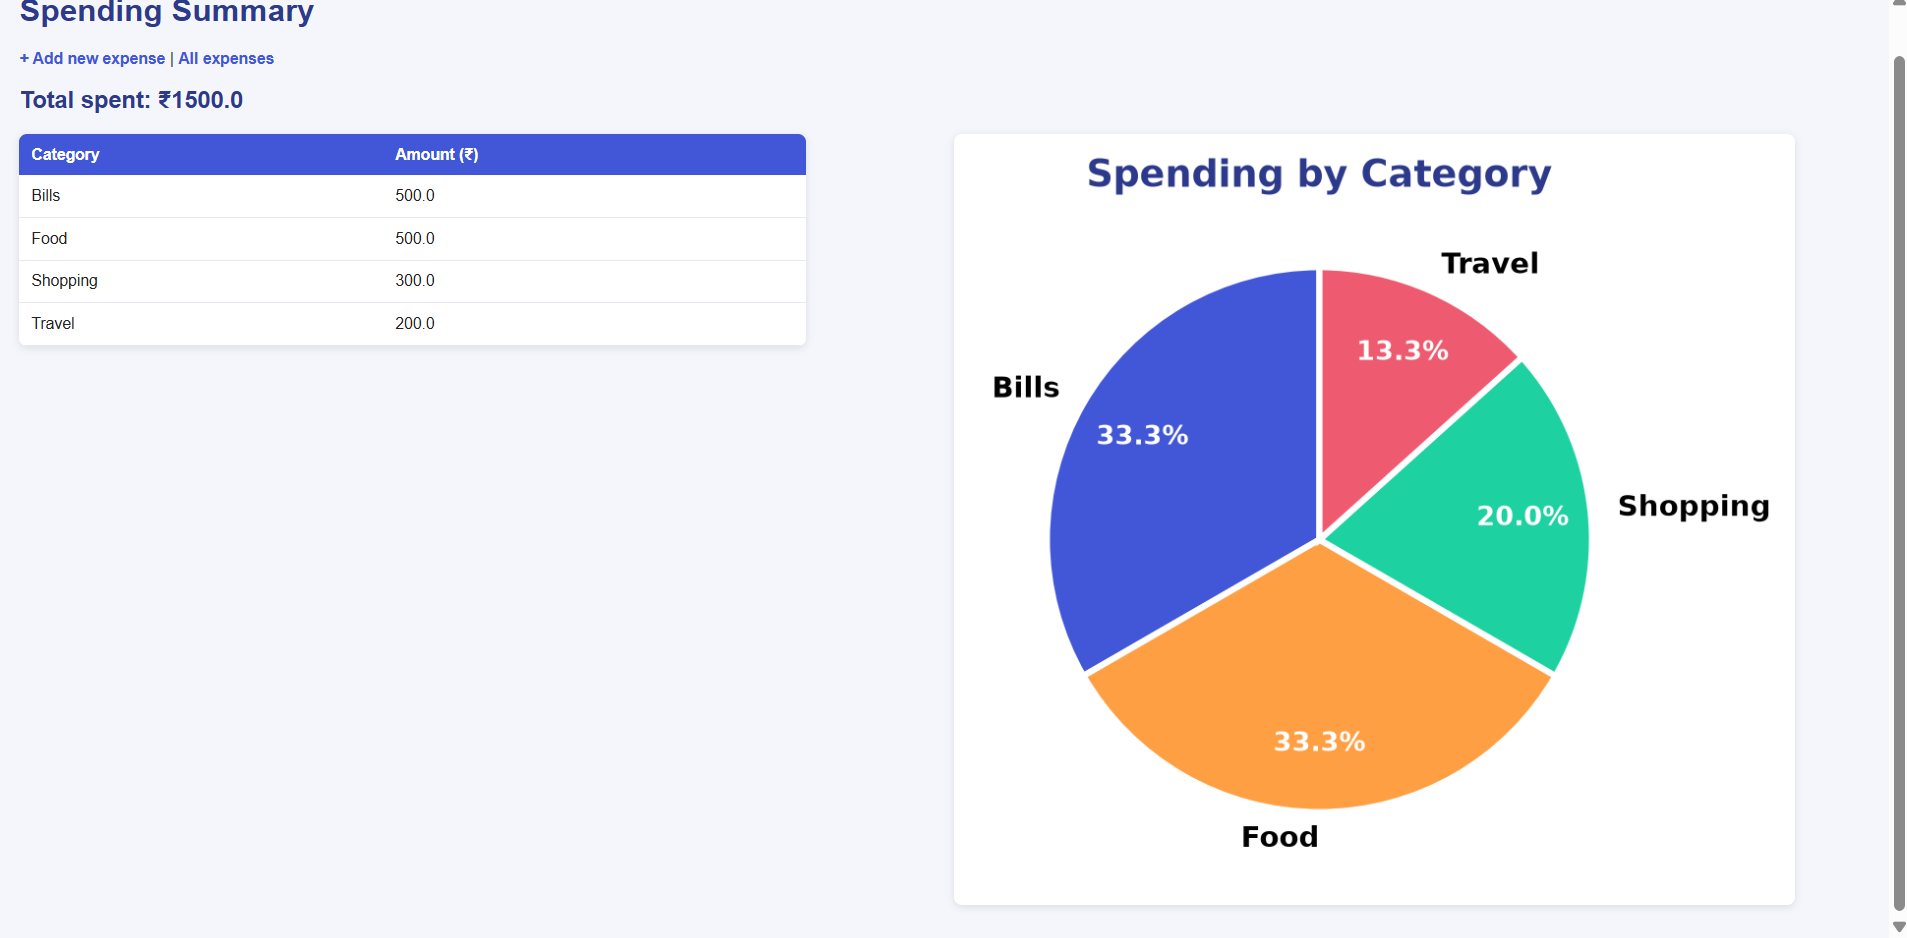 Spending Summary
+ Add new expense | All expenses
Total spent: ₹1500.0
Category Amount (₹)
Bills 500.0
Food 500.0
Shopping 300.0
Travel 200.0
Spending by Category
Travel
13.3%
Bills
33.3%
Shopping
20.0%
33.3%
Food